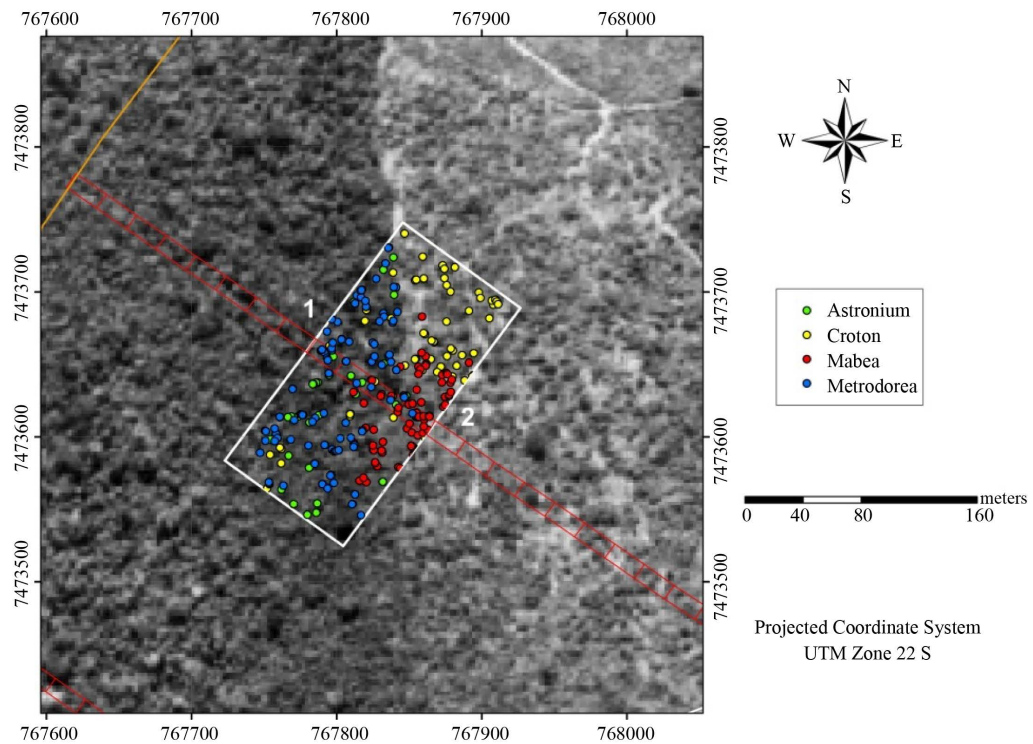 767600 767700 767800 767900 768000
7473800 7473800
7473700 7473700
7473600 7473600
7473500 7473500
1
2
767600 767700 767800 767900 768000
N
W E
S
Astronium
Croton
Mabea
Metrodorea
meters
0 40 80 160
Projected Coordinate System
UTM Zone 22 S